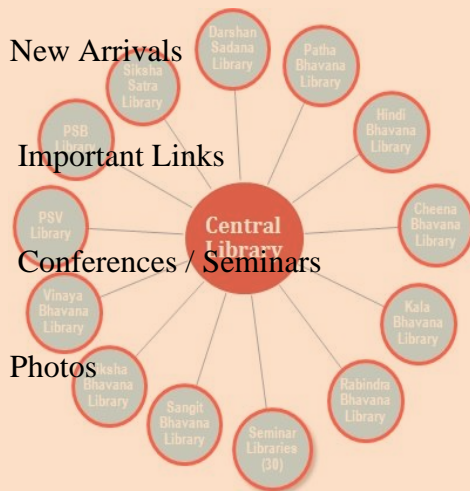 New Arrivals
Important Links
Conferences / Seminars
Photos
Central
Library
Darshan
Sadana
Library
Patha
Bhavana
Library
Hindi
Bhavana
Library
Cheena
Bhavana
Library
Kala
Bhavana
Library
Rabindra
Bhavana
Library
Seminar
Libraries
(30)
Sangit
Bhavana
Library
Bhavana
Library
Vinaya
Bhavana
Library
PSV
Library
PSB
Library
Siksha
Satra
Library